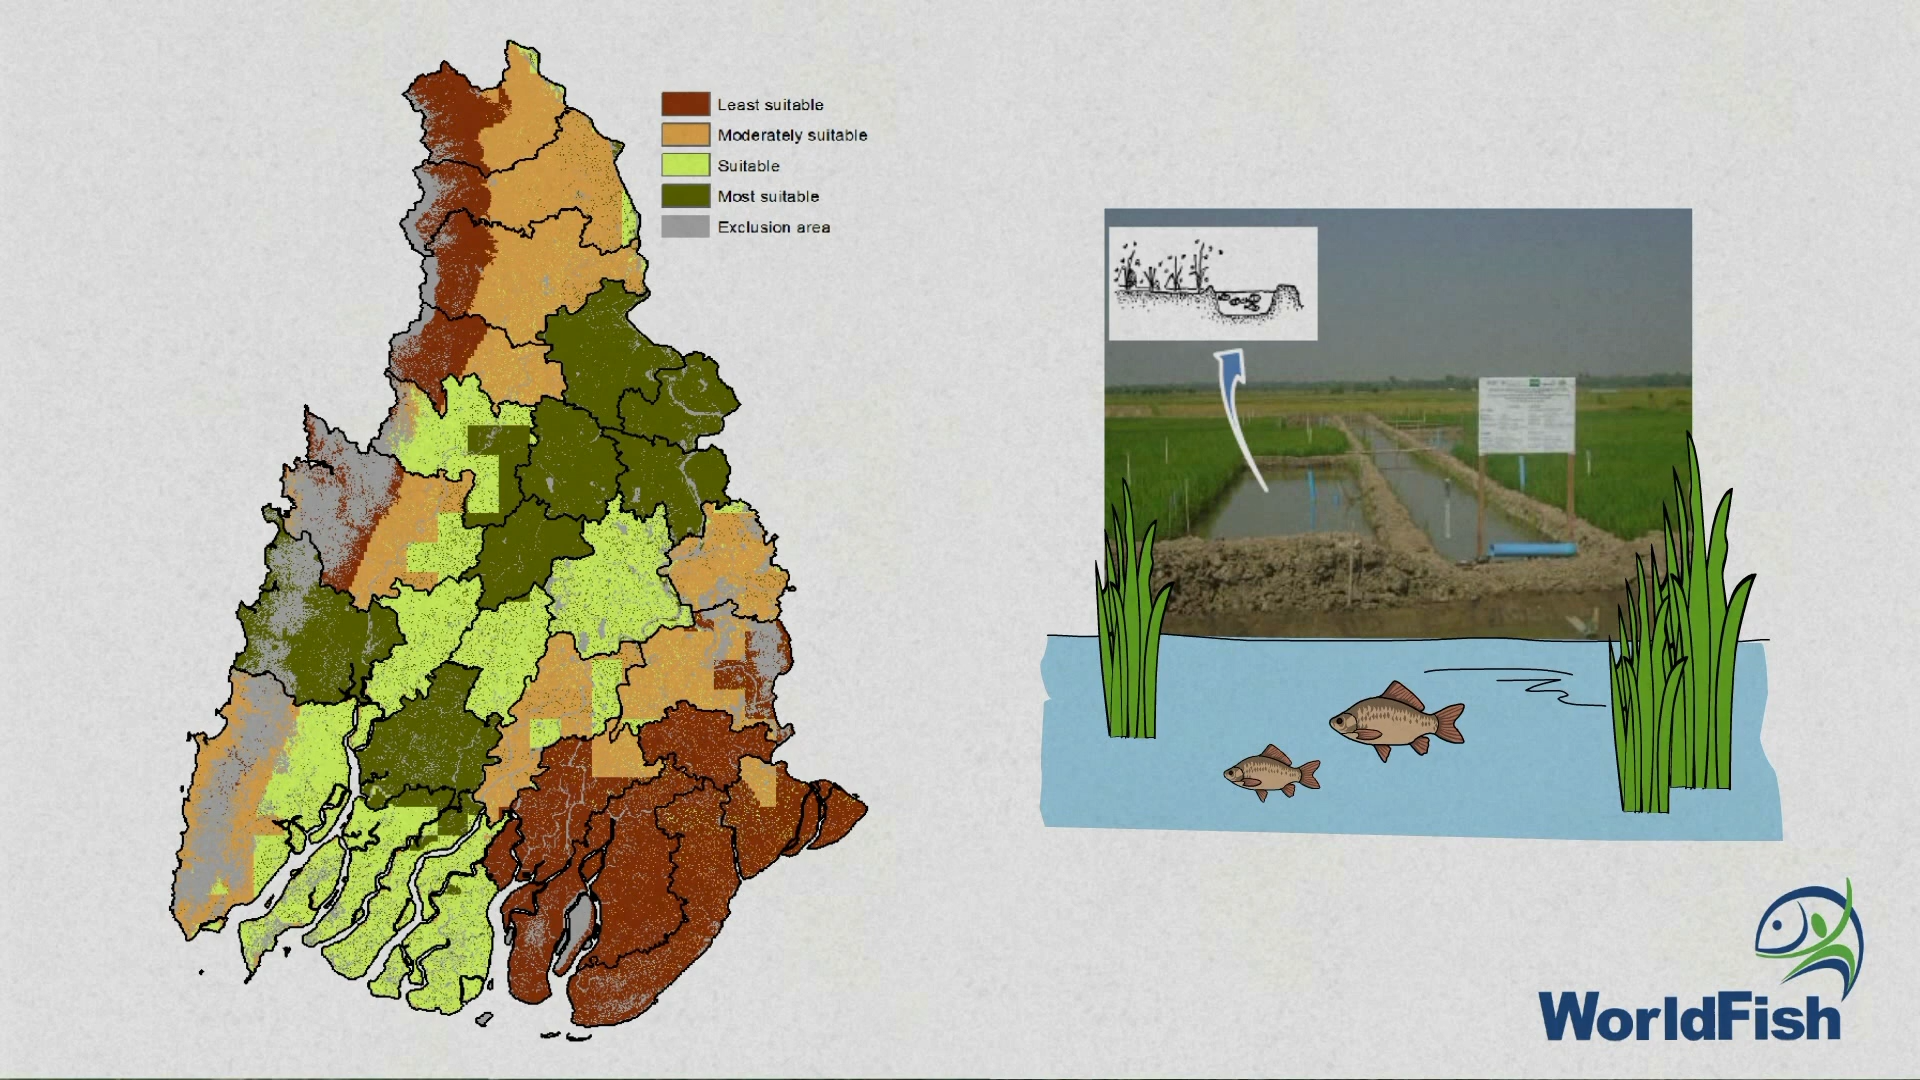 Least suitable
Moderately suitable
Suitable
Most suitable
Exclusion area
WorldFish